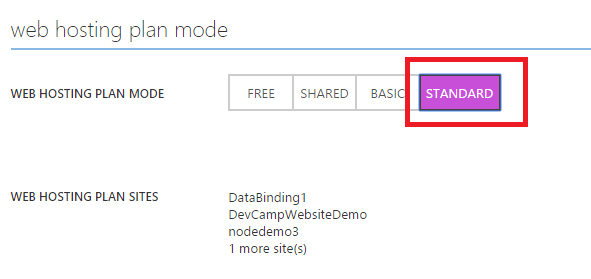 web hosting plan mode
WEB HOSTING PLAN MODE FREE SHARED BASIC STANDARD
WEB HOSTING PLAN SITES DataBinding1
DevCampWebsiteDemo
nodedemo3
1 more site(s)